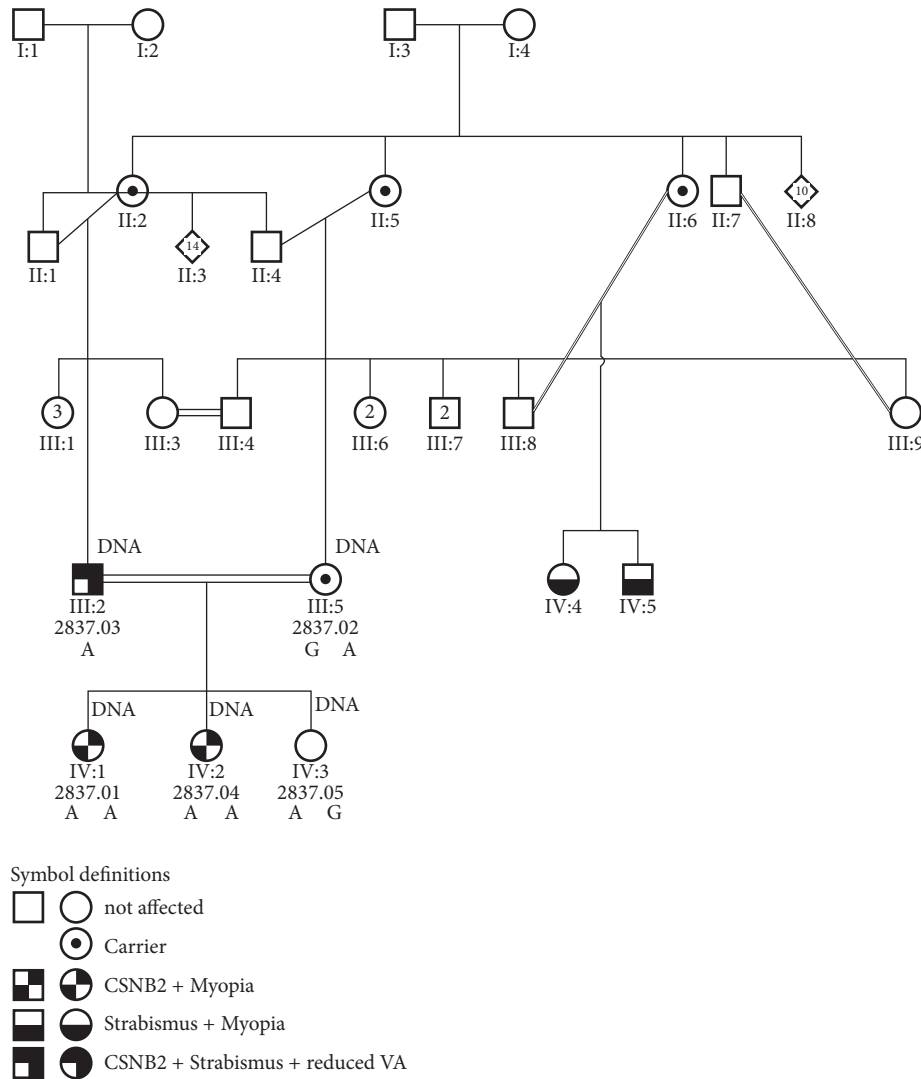 I:1 I:2 I:3 I:4
10
II:2 II:5 II:6 II:7 II:8
14
II:1 II:3 II:4
3 2 2
III:1 III:3 III:4 III:6 III:7 III:8 III:9
DNA DNA
III:2 III:5 IV:4 IV:5
2837.03 2837.02
A G A
DNA DNA DNA
IV:1 IV:2 IV:3
2837.01 2837.04 2837.05
A A A A A G
Symbol definitions
not affected
Carrier
CSNB2 + Myopia
Strabismus + Myopia
CSNB2 + Strabismus + reduced VA